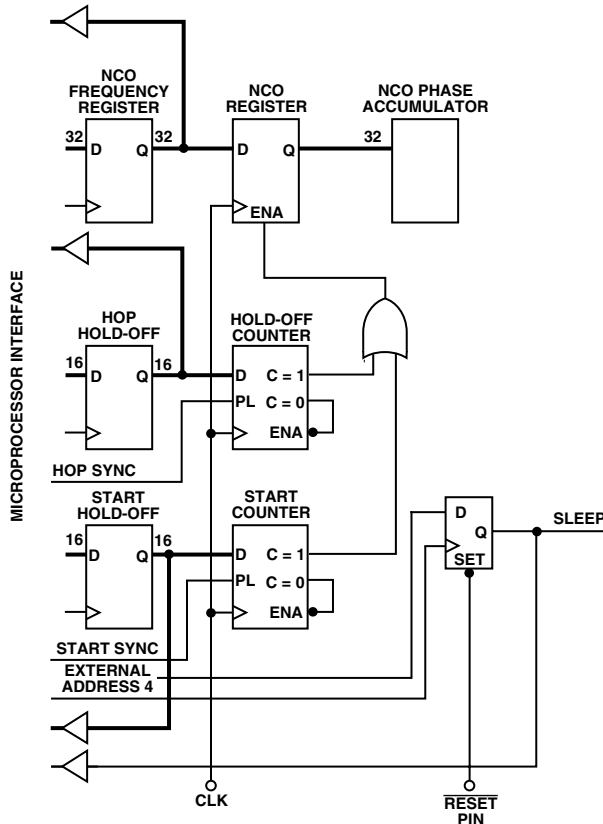 NCO
FREQUENCY
REGISTER
NCO
REGISTER
NCO PHASE
ACCUMULATOR
32
D
Q
32
D
Q
ENA
32
MICROPROCESSOR INTERFACE
HOP
HOLD-OFF
HOLD-OFF
COUNTER
16
D
Q
16
D
C = 1
PL
C = 0
ENA
HOP SYNC
START
HOLD-OFF
START
COUNTER
16
D
Q
16
D
C = 1
PL
C = 0
ENA
D
Q
SET
SLEEP
START SYNC
EXTERNAL
ADDRESS 4
CLK
RESET
PIN